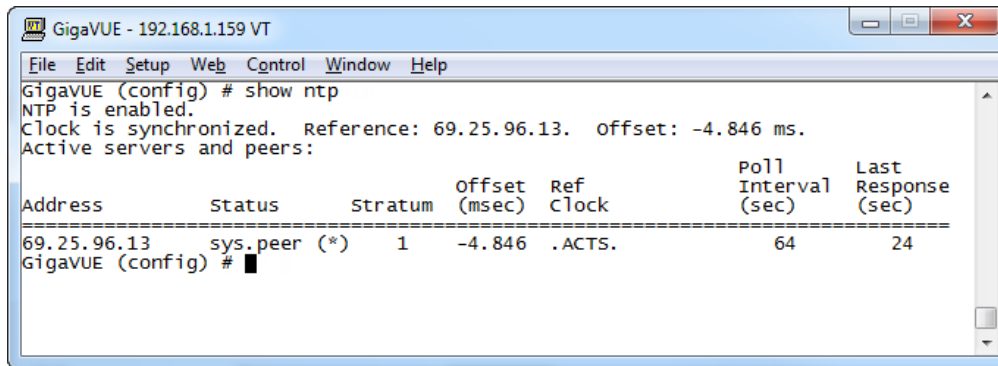 GigaVUE - 192.168.1.159 VT
File Edit Setup Web Control Window Help
GigaVUE (config) # show ntp
NTP is enabled.
Clock is synchronized. Reference: 69.25.96.13. Offset: -4.846 ms.
Active servers and peers:
Poll Last
Offset Ref Interval Response
Address Status Stratum (msec) Clock (sec) (sec)
================================================================================
69.25.96.13 sys.peer (*) 1 -4.846 .ACTS. 64 24
GigaVUE (config) #